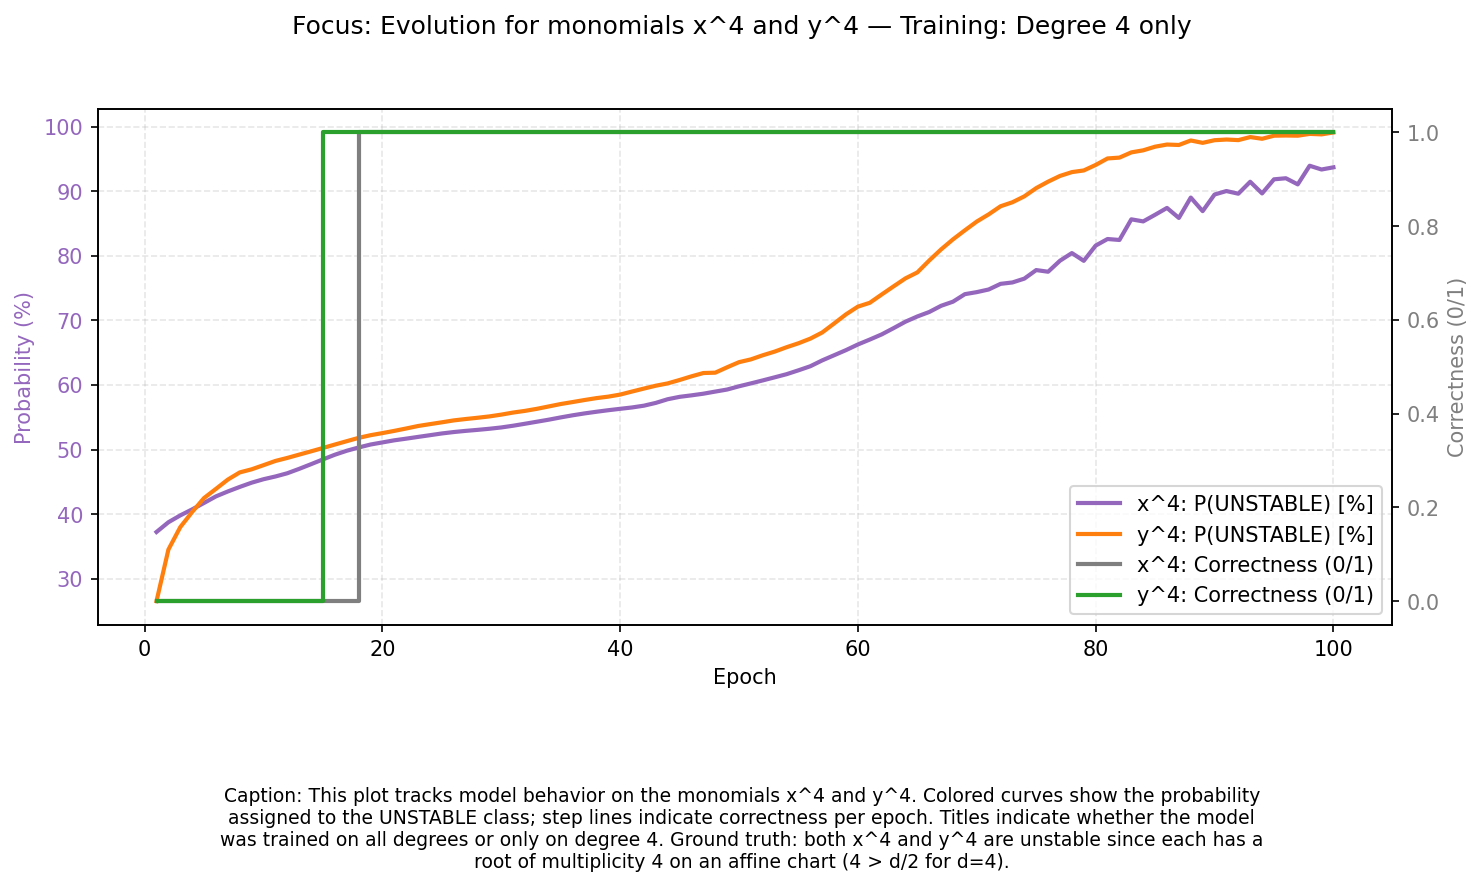 Focus: Evolution for monomials x^4 and y^4 — Training: Degree 4 only
100
90
80
70
60
50
40
30
Probability (%)
1.0
0.8
0.6
0.4
0.2
0.0
Correctness (0/1)
x^4: P(UNSTABLE) [%]
y^4: P(UNSTABLE) [%]
x^4: Correctness (0/1)
y^4: Correctness (0/1)
0 20 40 60 80 100
Epoch
Caption: This plot tracks model behavior on the monomials x^4 and y^4. Colored curves show the probability
assigned to the UNSTABLE class; step lines indicate correctness per epoch. Titles indicate whether the model
was trained on all degrees or only on degree 4. Ground truth: both x^4 and y^4 are unstable since each has a
root of multiplicity 4 on an affine chart (4 > d/2 for d=4).